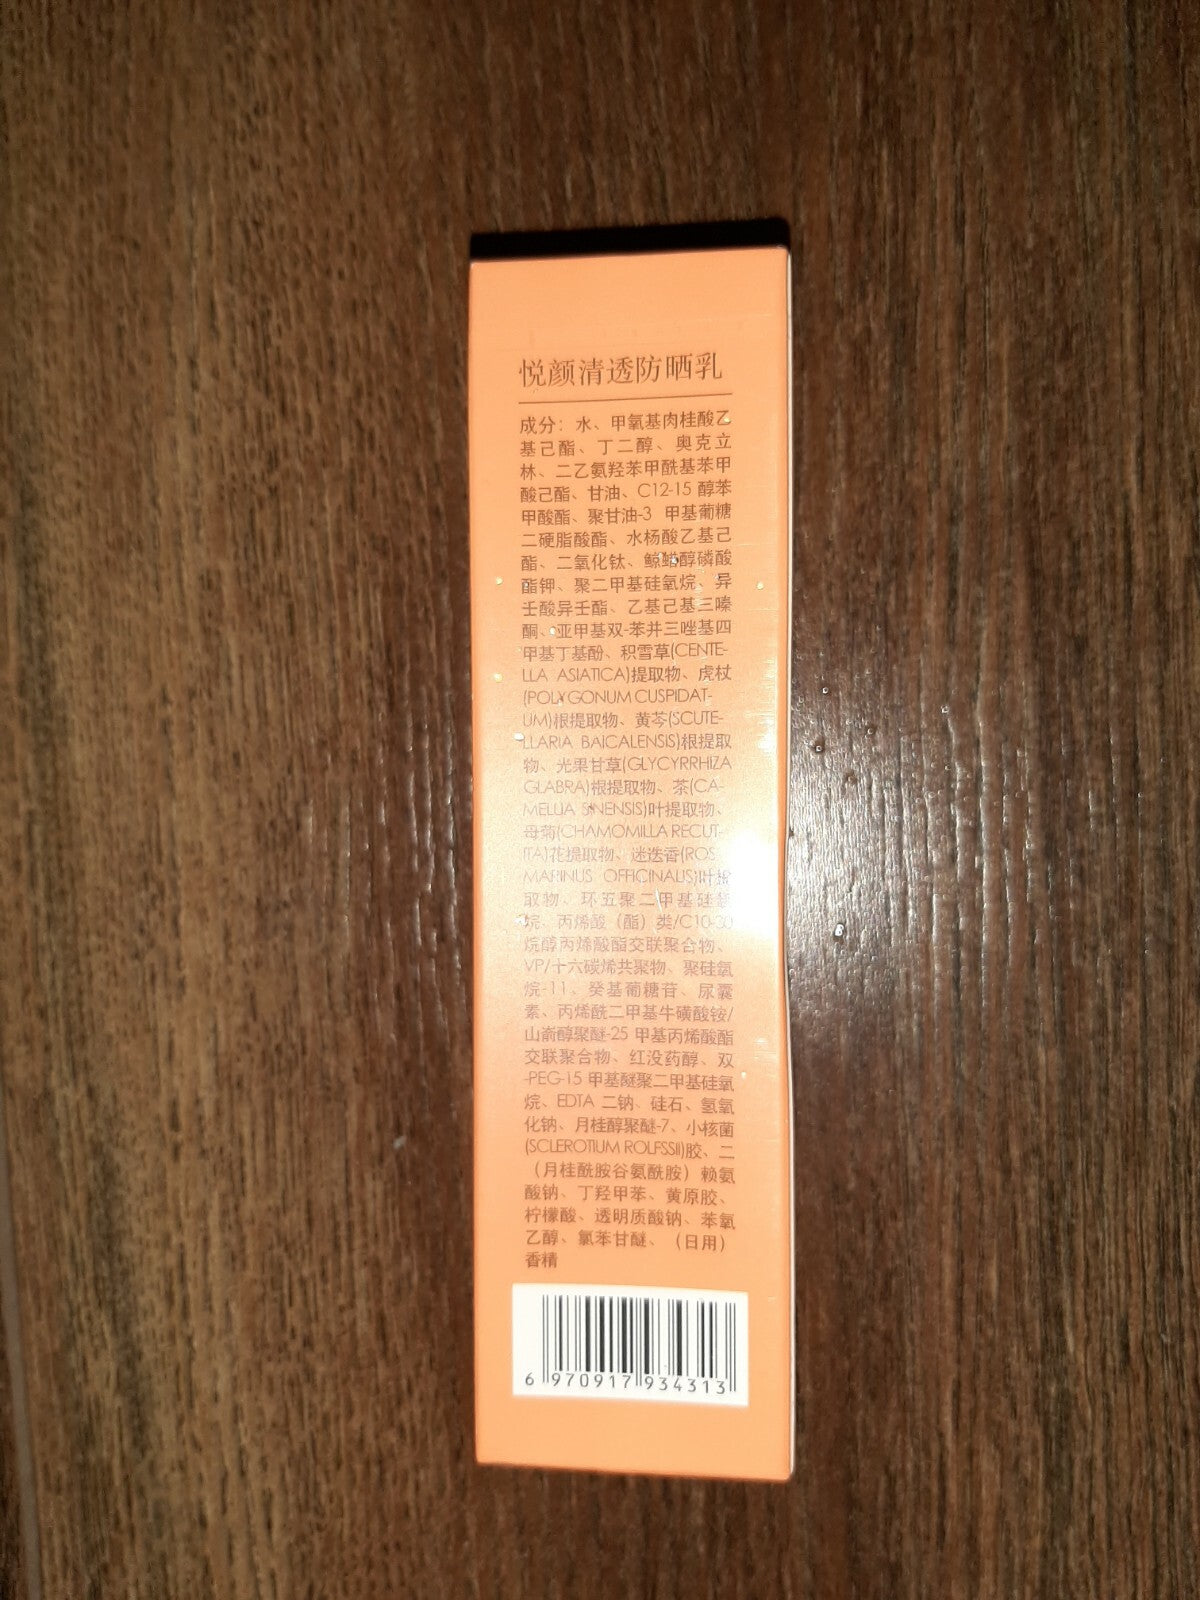 悦颜清透防晒乳
成分：水、甲氧基肉桂酸乙
基己酯、丁二醇、奥克立
林、二乙氨羟苯甲酰基苯甲
酸己酯、甘油、C12-15 醇苯
甲酸酯、聚甘油-3 甲基葡糖
二硬脂酸酯、水杨酸乙基己
酯、二氧化钛、鲸蜡醇磷酸
酯钾、聚二甲基硅氧烷、异
壬酸异壬酯、乙基己基三嗪
酮、亚甲基双-苯并三唑基四
甲基丁基酚、积雪草(CENTE-
LLA ASIATICA)提取物、虎杖
(POLYGONUM CUSPIDAT-
UM)根提取物、黄芩(SCUTE-
LLARIA BAICALENSIS)根提取
物、光果甘草(GLYCYRRHIZA
GLABRA)根提取物、茶(CA-
MELLIA SINENSIS)叶提取物、
母菊(CHAMOMILLA RECUT-
ITA)花提取物、迷迭香(ROS
MARINUS OFFICINALIS)叶提
取物、环五聚二甲基硅氧
烷、丙烯酸（酯）类/C10-30
烷醇丙烯酸酯交联聚合物、
VP/十六碳烯共聚物、聚硅氧
烷-11、癸基葡糖苷、尿囊
素、丙烯酰二甲基牛磺酸铵/
山嵛醇聚醚-25 甲基丙烯酸酯
交联聚合物、红没药醇、双
-PEG-15 甲基醚聚二甲基硅氧
烷、EDTA 二钠、硅石、氢氧
化钠、月桂醇聚醚-7、小核菌
(SCLEROTIUM ROLFSSII)胶、二
（月桂酰胺谷氨酰胺）赖氨
酸钠、丁羟甲苯、黄原胶、
柠檬酸、透明质酸钠、苯氧
乙醇、氯苯甘醚、（日用）
香精
6 970917 934313